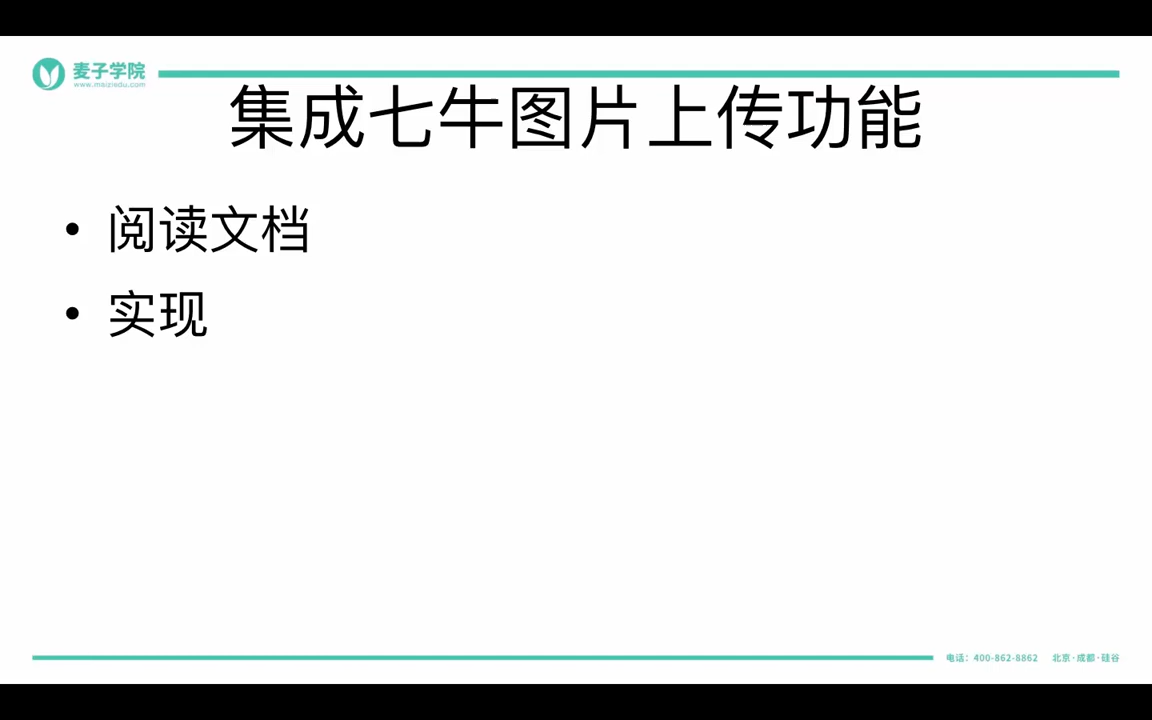 麦子学院
www.maiziedu.com
集成七牛图片上传功能
• 阅读文档
• 实现
电话：400-862-8862 北京·成都·硅谷